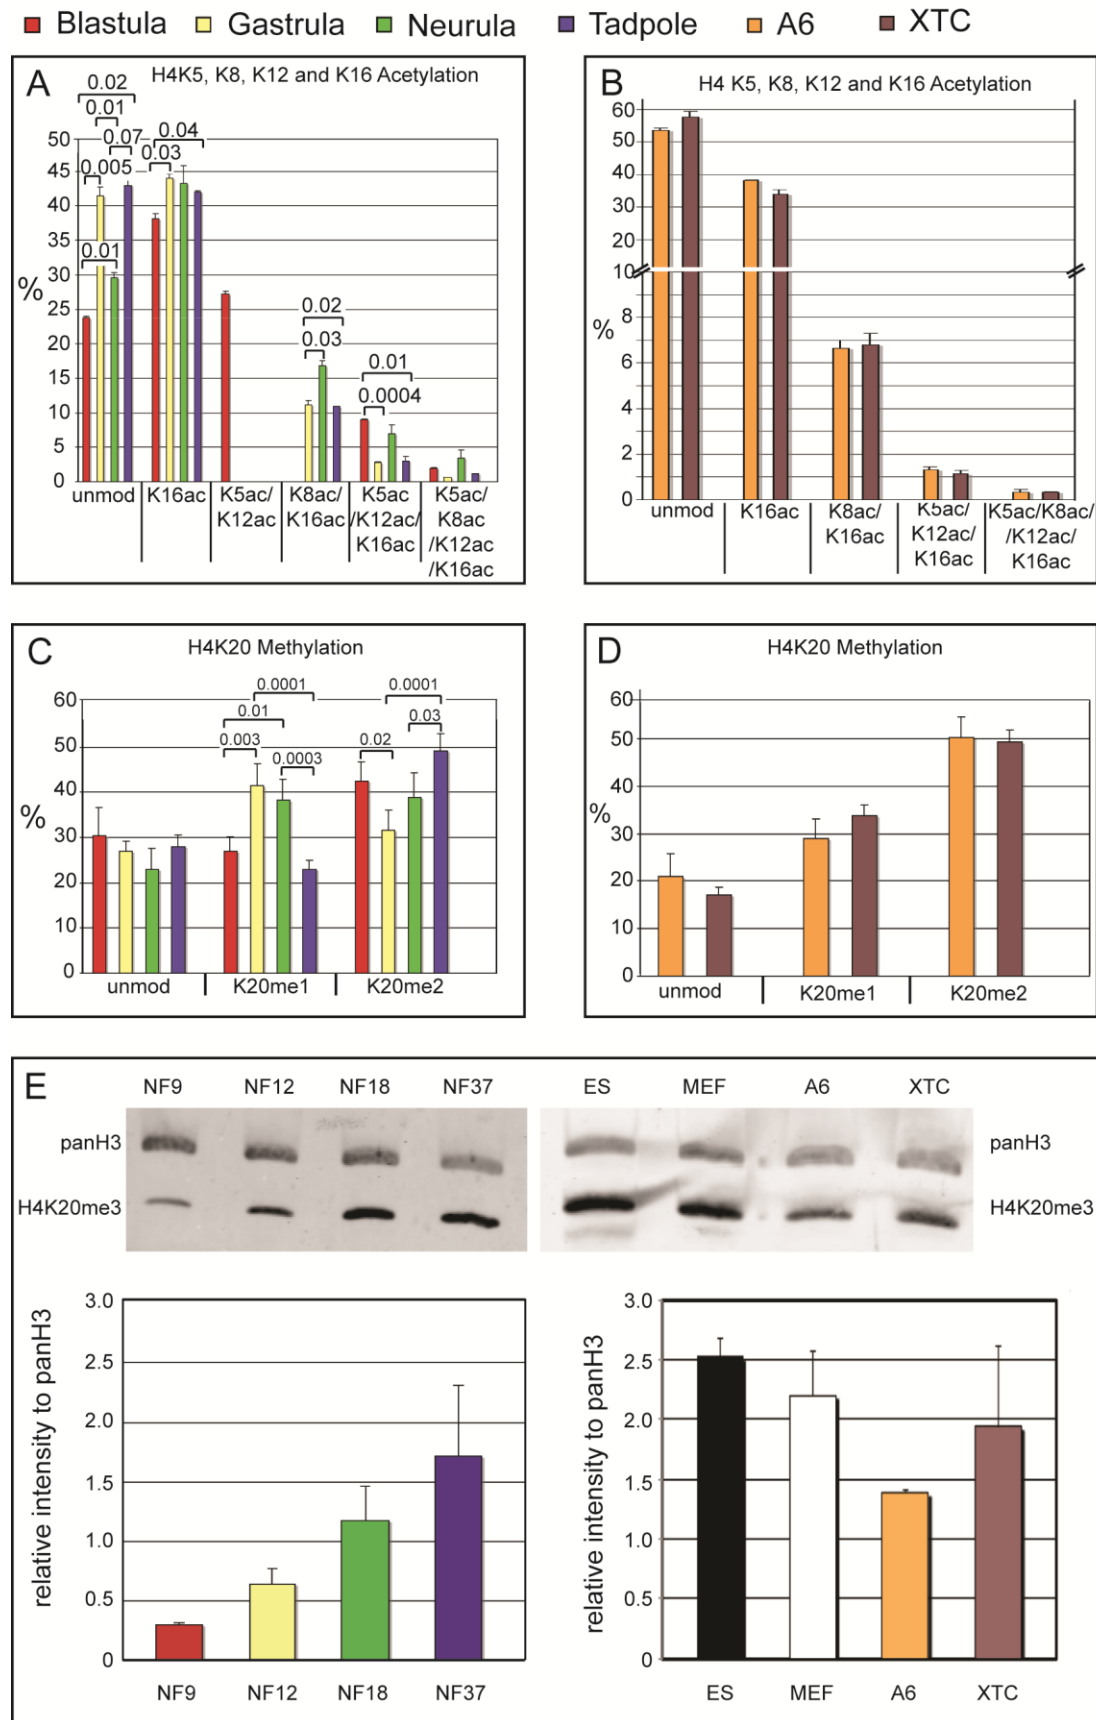 Blastula Gastrula Neurula Tadpole A6 XTC
A
H4K5, K8, K12 and K16 Acetylation
0.02
0.01
0.07
0.005
0.01
0.04
0.03
0.02
0.03
0.01
0.0004
50
45
40
35
30
25
20
15
10
5
0
%
unmod
K16ac
K5ac/
K12ac
K8ac/
K16ac
K5ac
/K12ac/
K16ac
K5ac/
K8ac
/K12ac
/K16ac
B
H4 K5, K8, K12 and K16 Acetylation
60
50
40
30
20
10
8
6
4
2
0
%
unmod
K16ac
K8ac/
K16ac
K5ac/
K12ac/
K16ac
K5ac/K8ac/
/K12ac/
K16ac
C
H4K20 Methylation
0.0001
0.01
0.003
0.0003
0.0001
0.03
0.02
60
50
40
30
20
10
0
%
unmod
K20me1
K20me2
D
H4K20 Methylation
60
50
40
30
20
10
0
%
unmod
K20me1
K20me2
E
NF9 NF12 NF18 NF37
panH3
H4K20me3
ES MEF A6 XTC
panH3
H4K20me3
relative intensity to panH3
3.0
2.5
2.0
1.5
1.0
0.5
0
NF9 NF12 NF18 NF37
relative intensity to panH3
3.0
2.5
2.0
1.5
1.0
0.5
0
ES MEF A6 XTC